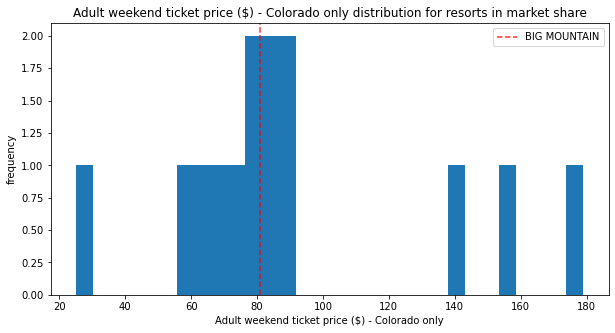 Adult weekend ticket price ($) - Colorado only distribution for resorts in market share
BIG MOUNTAIN
frequency
2.00
1.75
1.50
1.25
1.00
0.75
0.50
0.25
0.00
20 40 60 80 100 120 140 160 180
Adult weekend ticket price ($) - Colorado only